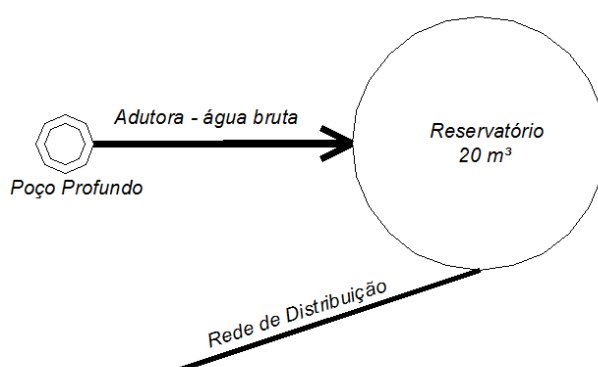 Adutora - água bruta
Reservatório
20 m³
Poço Profundo
Rede de Distribuição